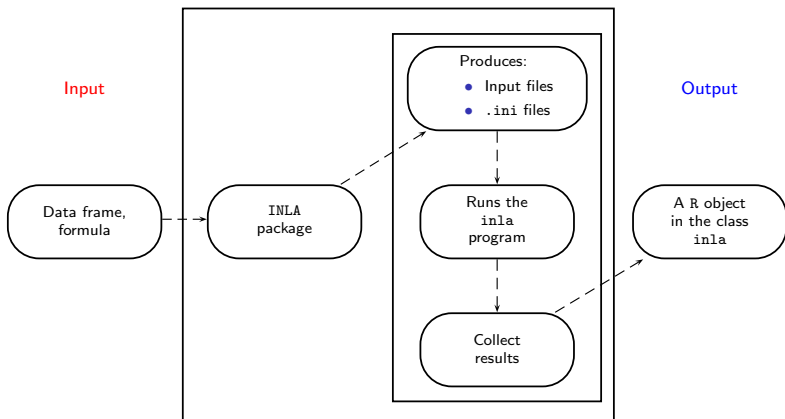 Input
Data frame,
formula
INLA
package
Produces:
• Input files
• .ini files
Runs the
inla
program
Collect
results
Output
A R object
in the class
inla